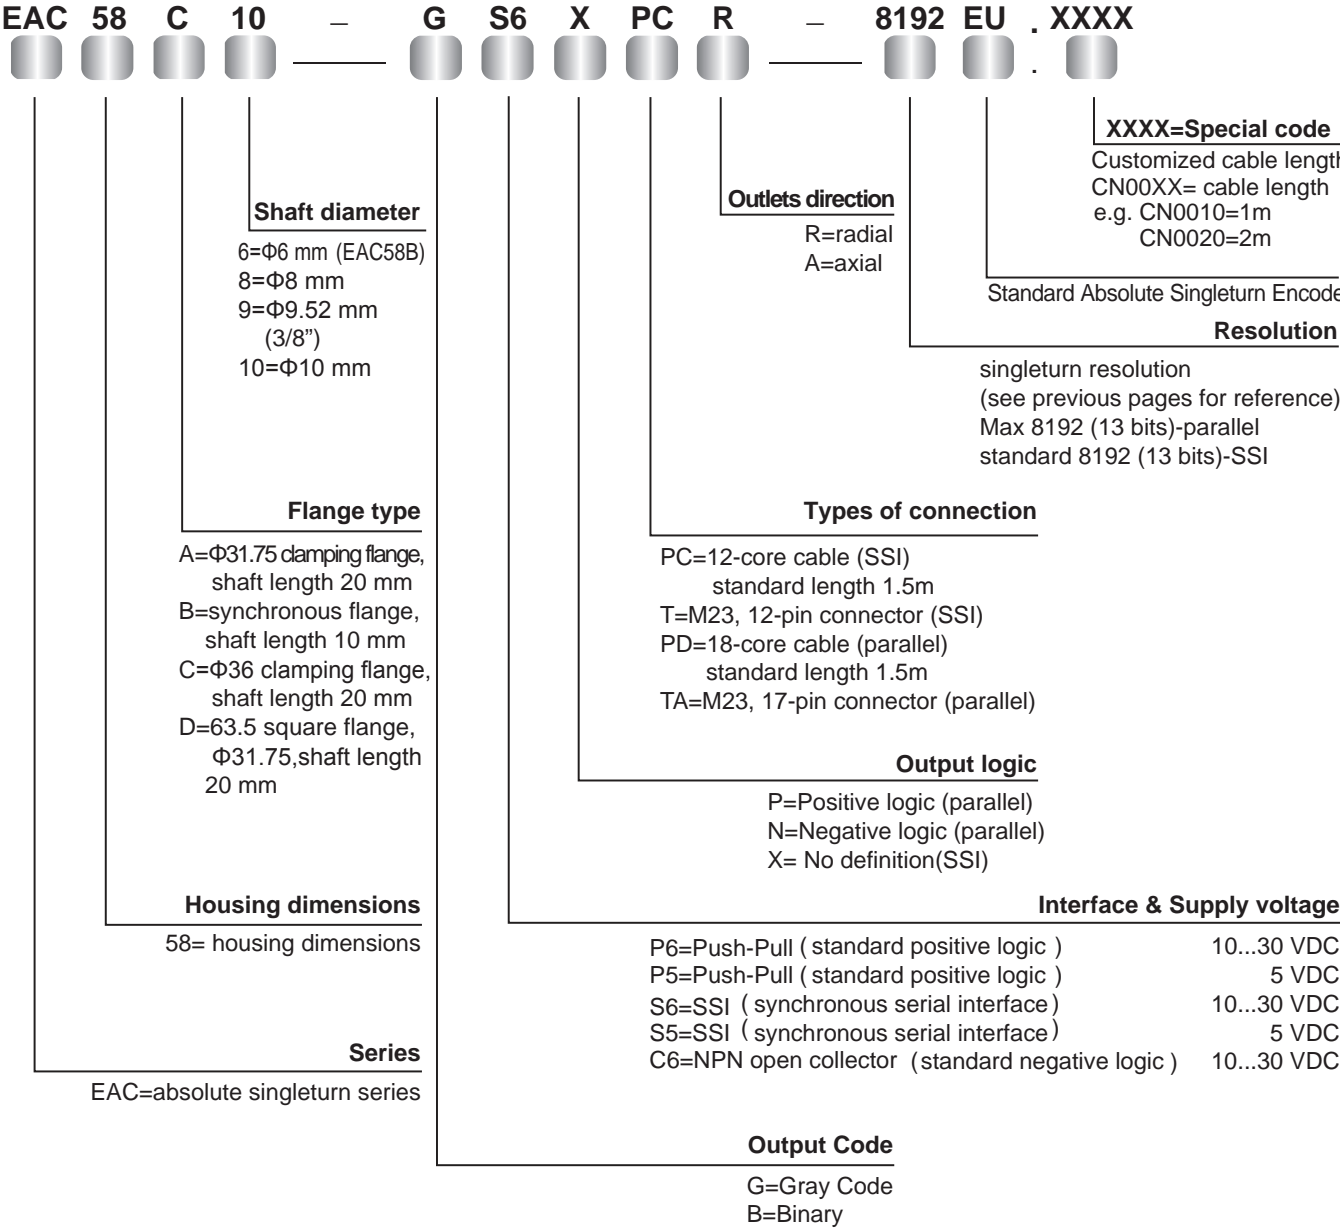 EAC 58 C 10 – G S6 X PC R – 8192 EU . XXXX
.
XXXX=Special code
Customized cable length
CN00XX= cable length
e.g. CN0010=1m
CN0020=2m
Outlets direction
R=radial
A=axial
Shaft diameter
6=Φ6 mm (EAC58B)
8=Φ8 mm
9=Φ9.52 mm
(3/8”)
10=Φ10 mm
Standard Absolute Singleturn Encode
Resolution
singleturn resolution
(see previous pages for reference)
Max 8192 (13 bits)-parallel
standard 8192 (13 bits)-SSI
Flange type
A=Φ31.75 clamping flange,
shaft length 20 mm
B=synchronous flange,
shaft length 10 mm
C=Φ36 clamping flange,
shaft length 20 mm
D=63.5 square flange,
Φ31.75,shaft length
20 mm
Types of connection
PC=12-core cable (SSI)
standard length 1.5m
T=M23, 12-pin connector (SSI)
PD=18-core cable (parallel)
standard length 1.5m
TA=M23, 17-pin connector (parallel)
Output logic
P=Positive logic (parallel)
N=Negative logic (parallel)
X= No definition(SSI)
Housing dimensions
58= housing dimensions
Interface & Supply voltage
P6=Push-Pull ( standard positive logic ) 10...30 VDC
P5=Push-Pull ( standard positive logic ) 5 VDC
S6=SSI ( synchronous serial interface ) 10...30 VDC
S5=SSI ( synchronous serial interface ) 5 VDC
C6=NPN open collector ( standard negative logic ) 10...30 VDC
Series
EAC=absolute singleturn series
Output Code
G=Gray Code
B=Binary